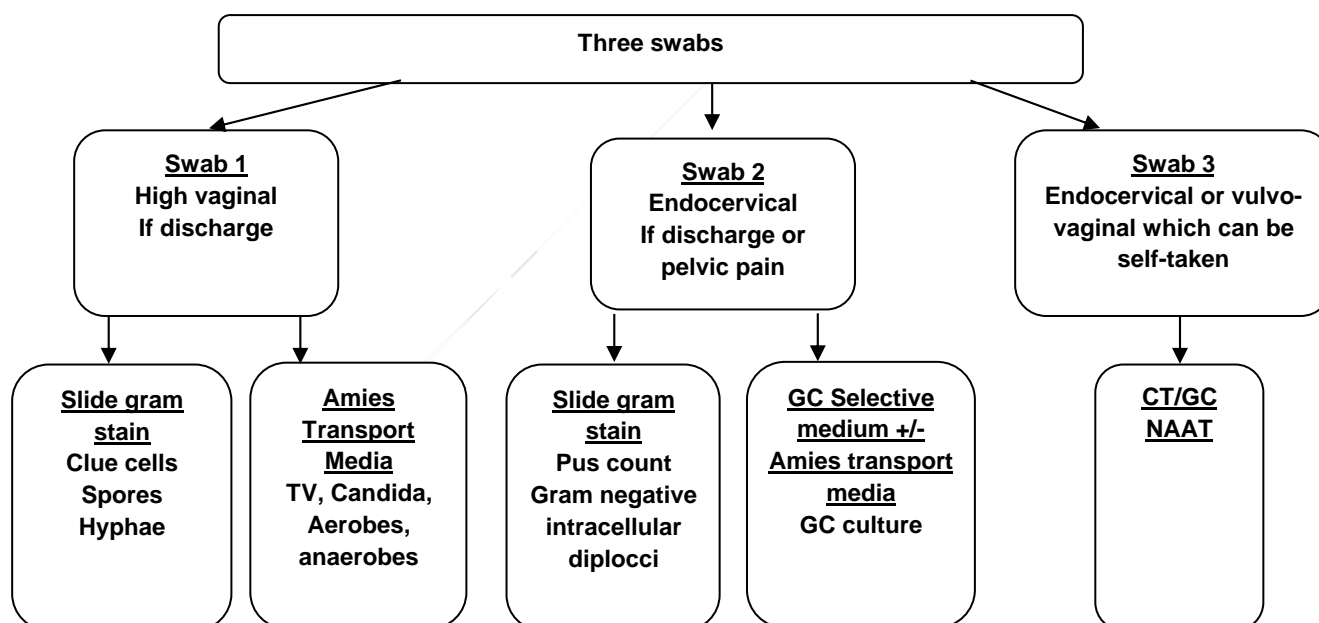 Three swabs
Swab 1
High vaginal
If discharge
Swab 2
Endocervical
If discharge or
pelvic pain
Swab 3
Endocervical or vulvo-
vaginal which can be
self-taken
Slide gram
stain
Clue cells
Spores
Hyphae
Amies
Transport
Media
TV, Candida,
Aerobes,
anaerobes
Slide gram
stain
Pus count
Gram negative
intracellular
diplocci
GC Selective
medium +/-
Amies transport
media
GC culture
CT/GC
NAAT